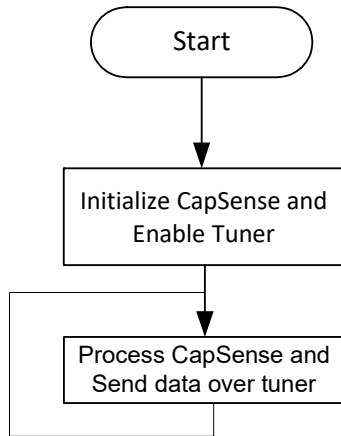 Start
Initialize CapSense and
Enable Tuner
Process CapSense and
Send data over tuner